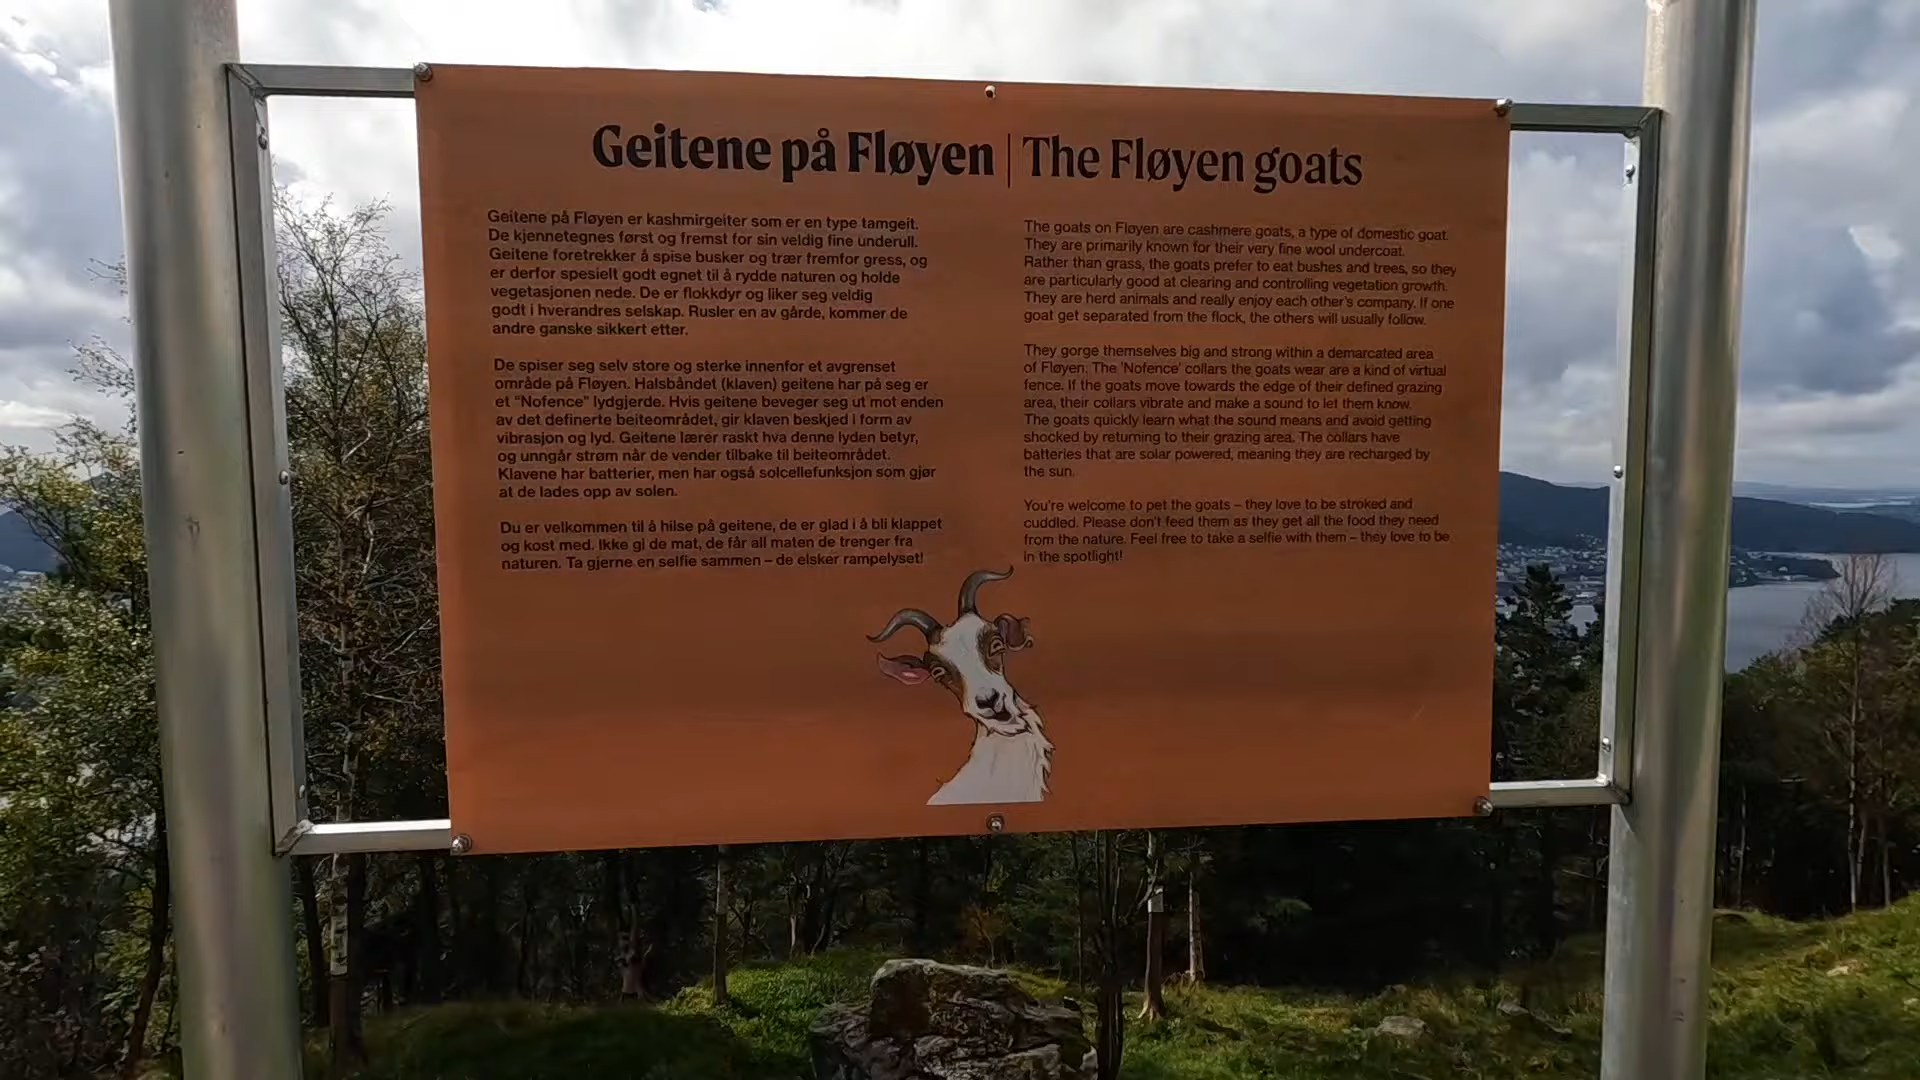 Geitene på Fløyen | The Fløyen goats
Geitene på Fløyen er kashmirgeiter som er en type tamgeit.
De kjennetegnes først og fremst for sin veldig fine underull.
Geitene foretrekker å spise busker og trær fremfor gress, og
er derfor spesielt godt egnet til å rydde naturen og holde
vegetasjonen nede. De er flokkdyr og liker seg veldig
godt i hverandres selskap. Rusler en av gårde, kommer de
andre ganske sikkert etter.
De spiser seg selv store og sterke innenfor et avgrenset
område på Fløyen. Halsbåndet (klaven) geitene har på seg er
et "Nofence" lydgjerde. Hvis geitene beveger seg ut mot enden
av det definerte beiteområdet, gir klaven beskjed i form av
vibrasjon og lyd. Geitene lærer raskt hva denne lyden betyr,
og unngår strøm når de vender tilbake til beiteområdet.
Klavene har batterier, men har også solcellefunksjon som gjør
at de lades opp av solen.
Du er velkommen til å hilse på geitene, de er glad i å bli klappet
og kost med. Ikke gi de mat, de får all maten de trenger fra
naturen. Ta gjerne en selfie sammen – de elsker rampelyset!
The goats on Fløyen are cashmere goats, a type of domestic goat.
They are primarily known for their very fine wool undercoat.
Rather than grass, the goats prefer to eat bushes and trees, so they
are particularly good at clearing and controlling vegetation growth.
They are herd animals and really enjoy each other's company. If one
goat get separated from the flock, the others will usually follow.
They gorge themselves big and strong within a demarcated area
of Fløyen. The 'Nofence' collars the goats wear are a kind of virtual
fence. If the goats move towards the edge of their defined grazing
area, their collars vibrate and make a sound to let them know.
The goats quickly learn what the sound means and avoid getting
shocked by returning to their grazing area. The collars have
batteries that are solar powered, meaning they are recharged by
the sun.
You're welcome to pet the goats – they love to be stroked and
cuddled. Please don't feed them as they get all the food they need
from the nature. Feel free to take a selfie with them – they love to be
in the spotlight!